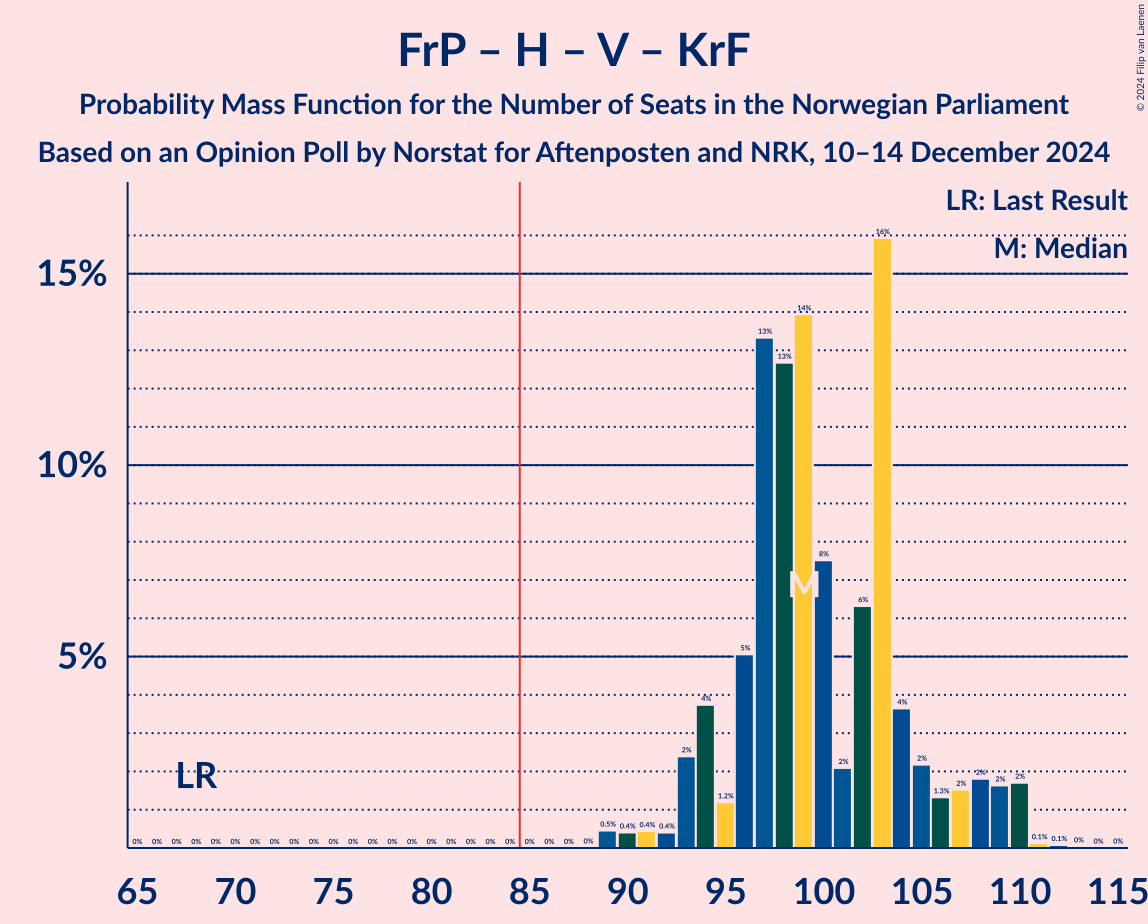 FrP – H – V – KrF
Probability Mass Function for the Number of Seats in the Norwegian Parliament
Based on an Opinion Poll by Norstat for Aftenposten and NRK, 10–14 December 2024
© 2024 Filip van Laenen
LR: Last Result
M: Median
15%
10%
5%
LR
M
0% 0% 0% 0% 0% 0% 0% 0% 0% 0% 0% 0% 0% 0% 0% 0% 0% 0% 0% 0% 0% 0% 0% 0% 0.5% 0.4% 0.4% 0.4% 2% 4% 1.2% 5% 13% 13% 14% 8% 2% 6% 16% 4% 2% 1.3% 2% 2% 2% 2% 0.1% 0.1% 0% 0% 0%
65 70 75 80 85 90 95 100 105 110 115